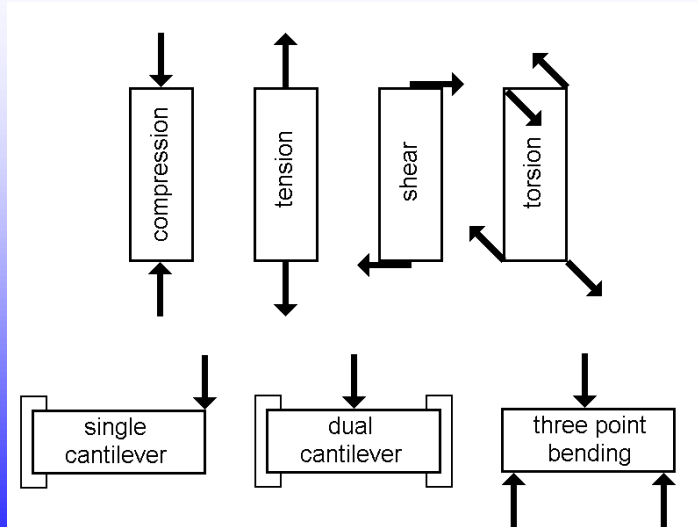 compression
tension
shear
torsion
single
cantilever
dual
cantilever
three point
bending